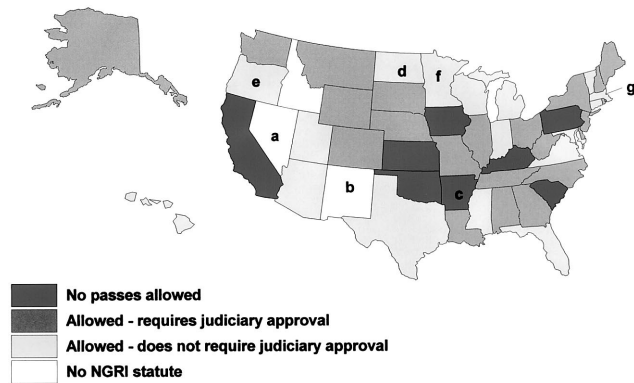 d
f
e
g
a
b
c
No passes allowed
Allowed - requires judiciary approval
Allowed - does not require judiciary approval
No NGRI statute